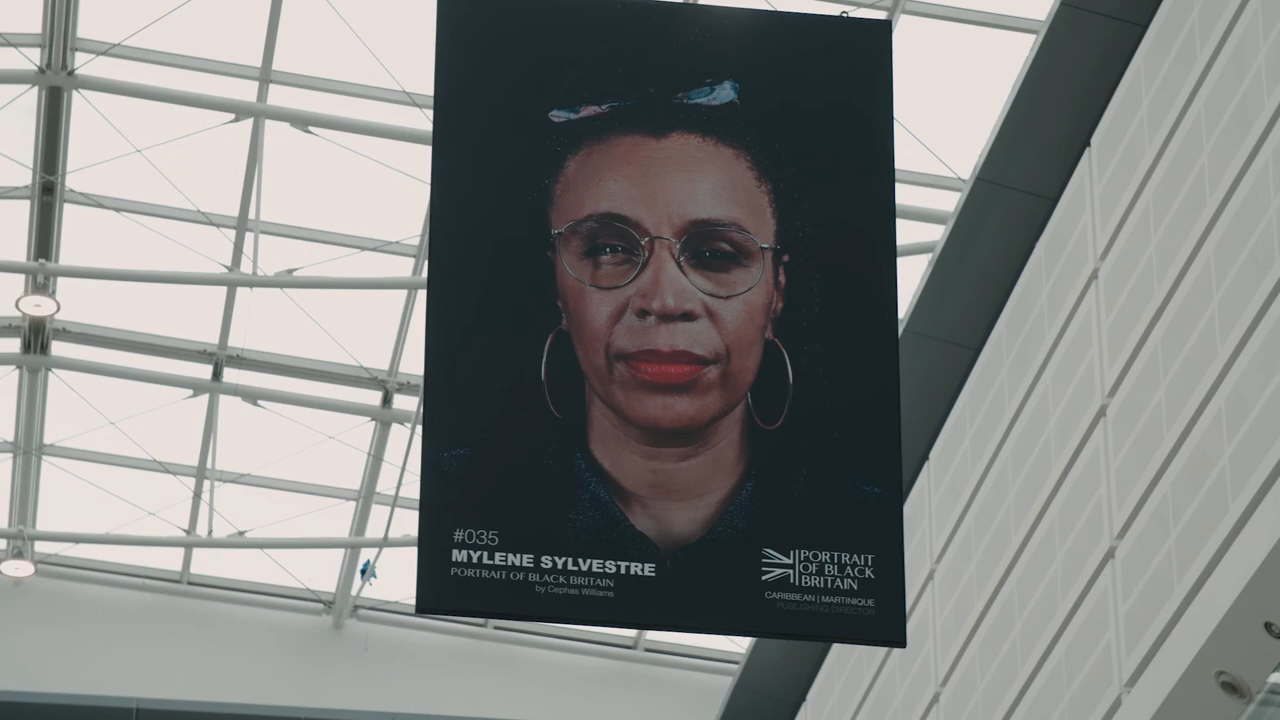 #035
MYLENE SYLVESTRE
PORTRAIT OF BLACK BRITAIN
by Cephas Williams
PORTRAIT
OF BLACK
BRITAIN
CARIBBEAN | MARTINIQUE
PUBLISHING DIRECTOR